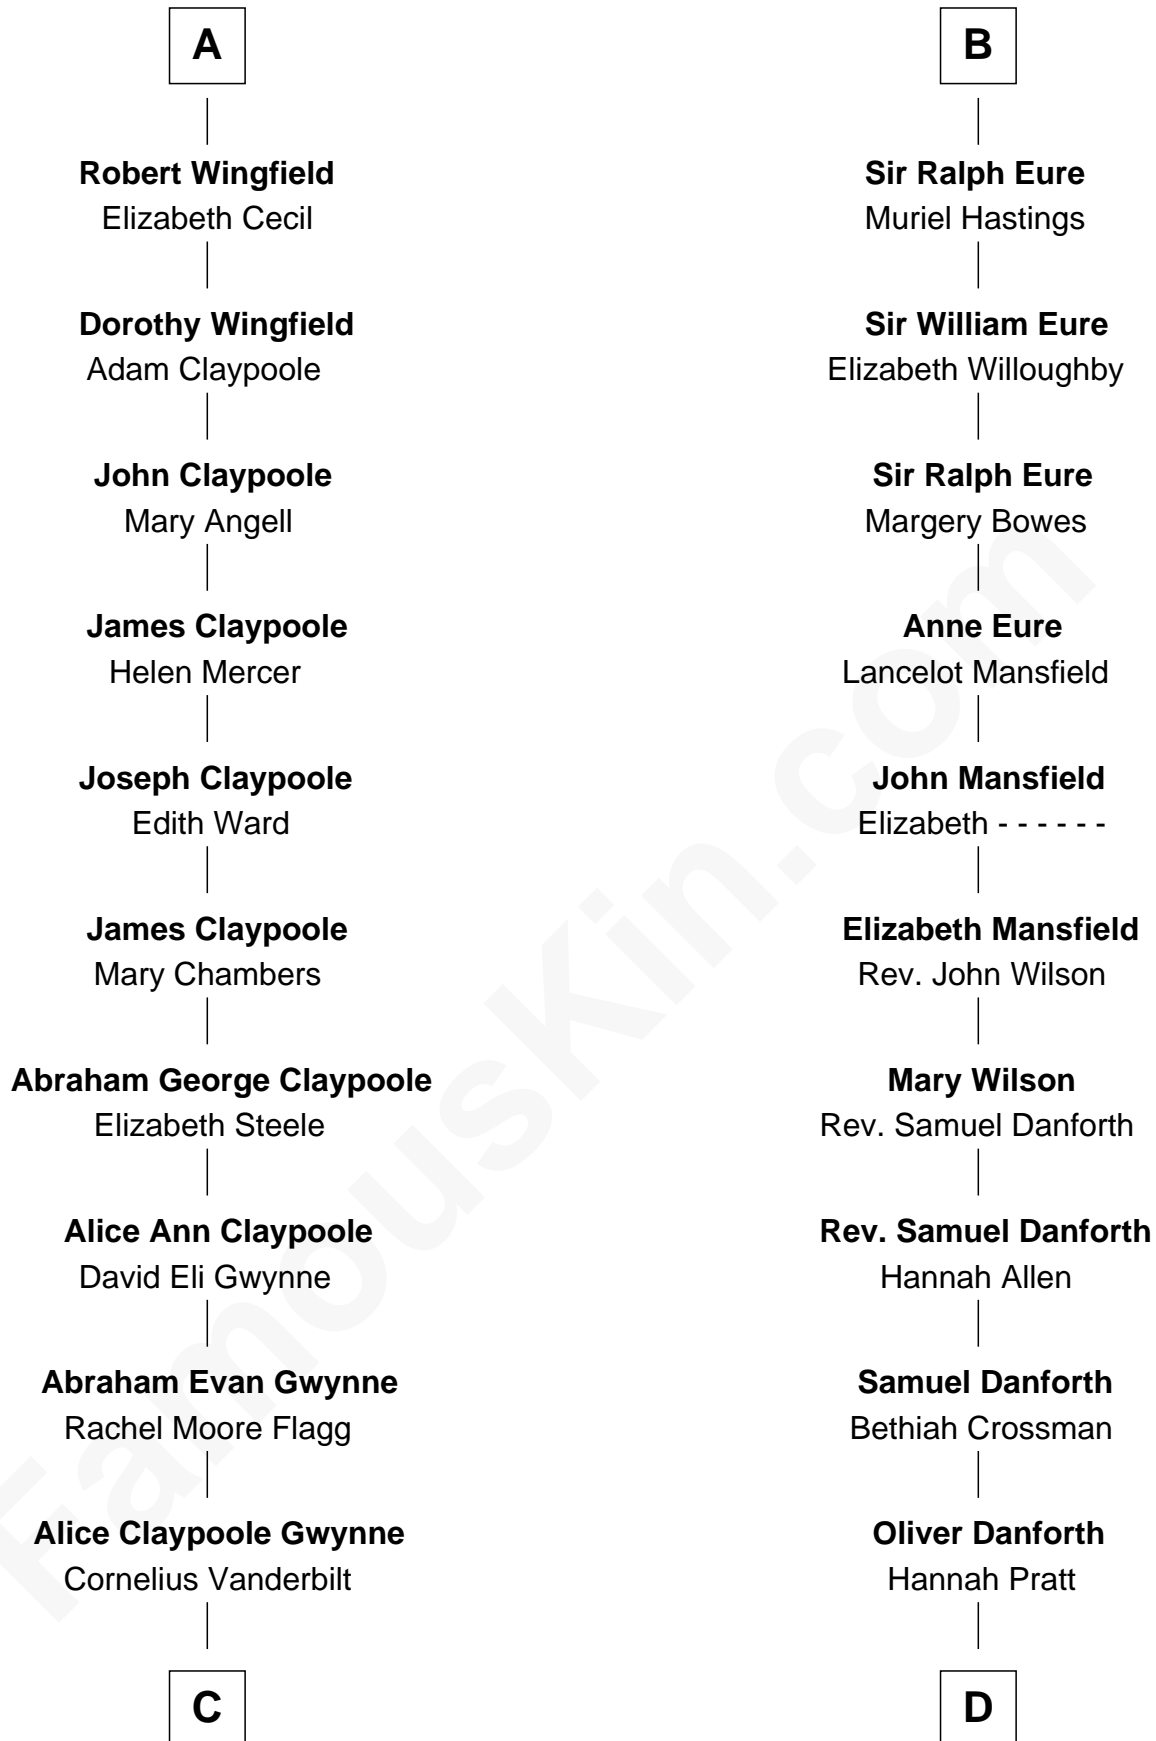 A
Robert Wingfield
Elizabeth Cecil
Dorothy Wingfield
Adam Claypoole
John Claypoole
Mary Angell
James Claypoole
Helen Mercer
Joseph Claypoole
Edith Ward
James Claypoole
Mary Chambers
Abraham George Claypoole
Elizabeth Steele
Alice Ann Claypoole
David Eli Gwynne
Abraham Evan Gwynne
Rachel Moore Flagg
Alice Claypoole Gwynne
Cornelius Vanderbilt
C
B
Sir Ralph Eure
Muriel Hastings
Sir William Eure
Elizabeth Willoughby
Sir Ralph Eure
Margery Bowes
Anne Eure
Lancelot Mansfield
John Mansfield
Elizabeth - - - - - -
Elizabeth Mansfield
Rev. John Wilson
Mary Wilson
Rev. Samuel Danforth
Rev. Samuel Danforth
Hannah Allen
Samuel Danforth
Bethiah Crossman
Oliver Danforth
Hannah Pratt
D
FamousKin.com